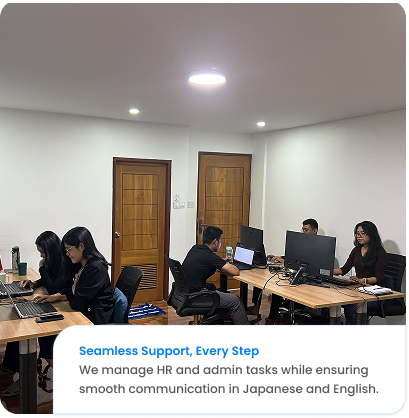 Seamless Support, Every Step
We manage HR and admin tasks while ensuring
smooth communication in Japanese and English.